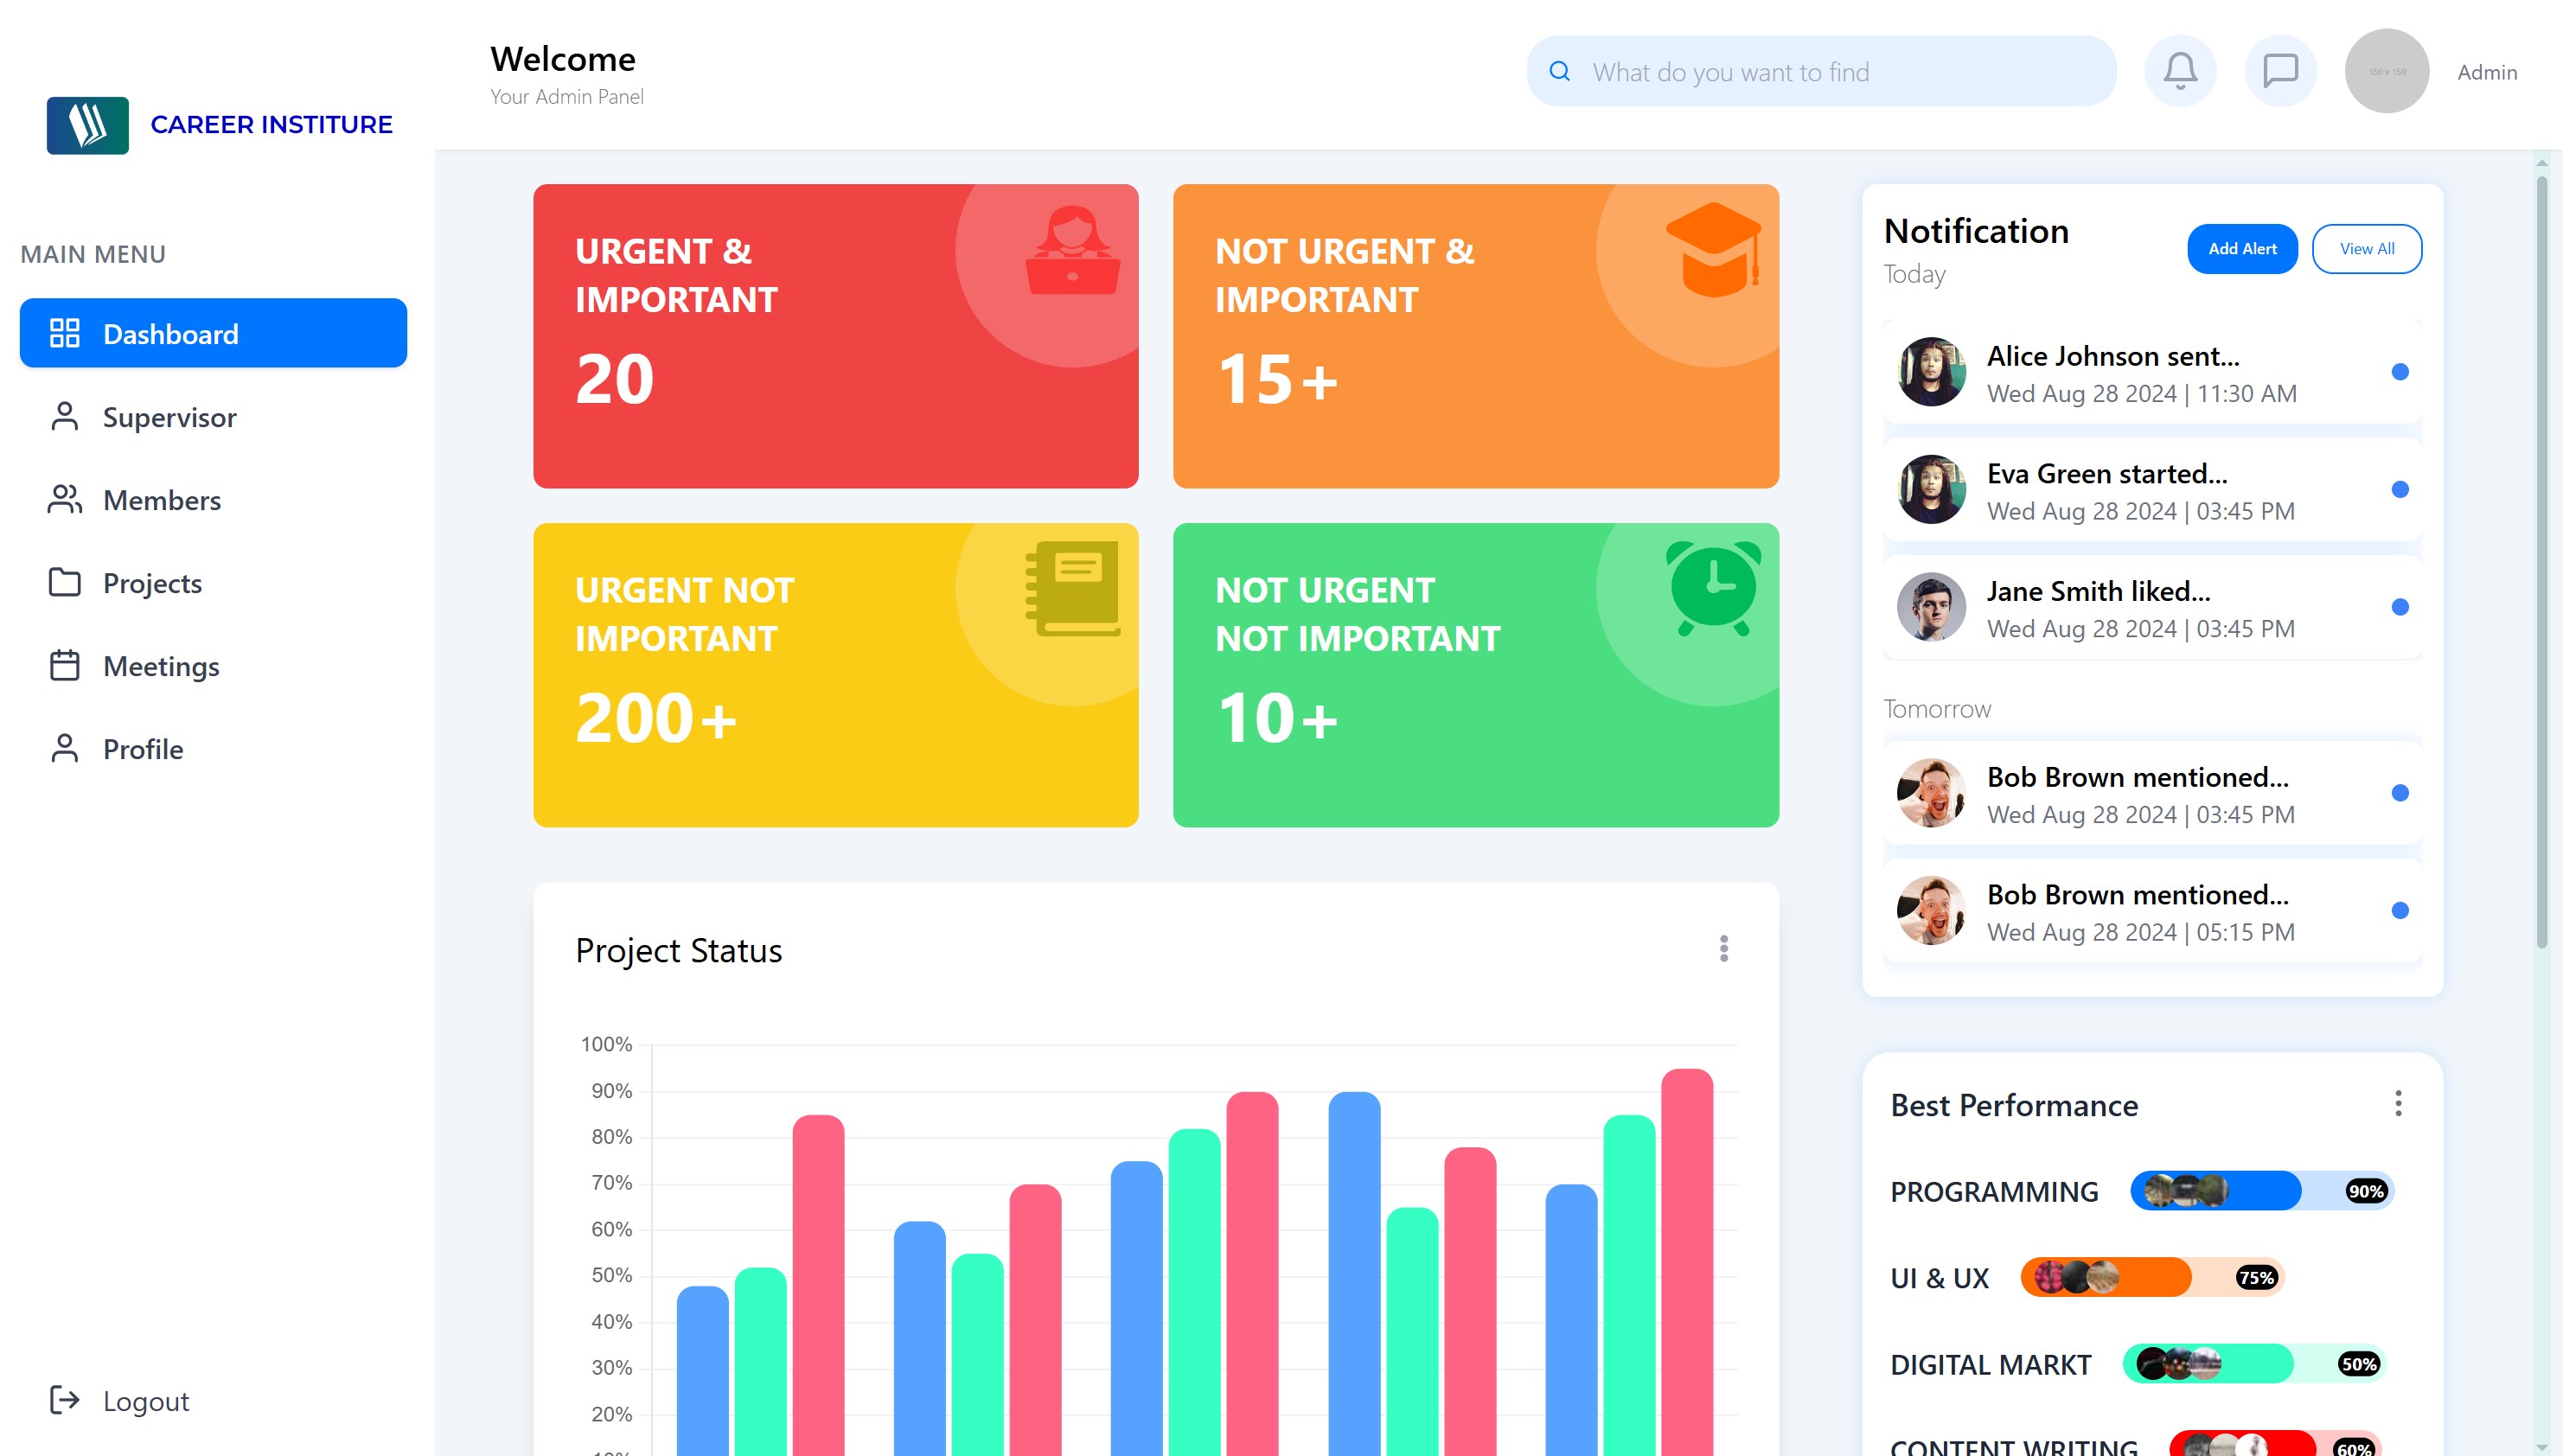 CAREER INSTITURE
MAIN MENU
Dashboard
Supervisor
Members
Projects
Meetings
Profile
Logout
Welcome
Your Admin Panel
What do you want to find
150 x 150
Admin
URGENT &
IMPORTANT
20
NOT URGENT &
IMPORTANT
15+
URGENT NOT
IMPORTANT
200+
NOT URGENT
NOT IMPORTANT
10+
Project Status
100%
90%
80%
70%
60%
50%
40%
30%
20%
10%
Notification
Today
Add Alert
View All
Alice Johnson sent...
Wed Aug 28 2024 | 11:30 AM
Eva Green started...
Wed Aug 28 2024 | 03:45 PM
Jane Smith liked...
Wed Aug 28 2024 | 03:45 PM
Tomorrow
Bob Brown mentioned...
Wed Aug 28 2024 | 03:45 PM
Bob Brown mentioned...
Wed Aug 28 2024 | 05:15 PM
Best Performance
PROGRAMMING 90%
UI & UX 75%
DIGITAL MARKT 50%
CONTENT WRITING 60%